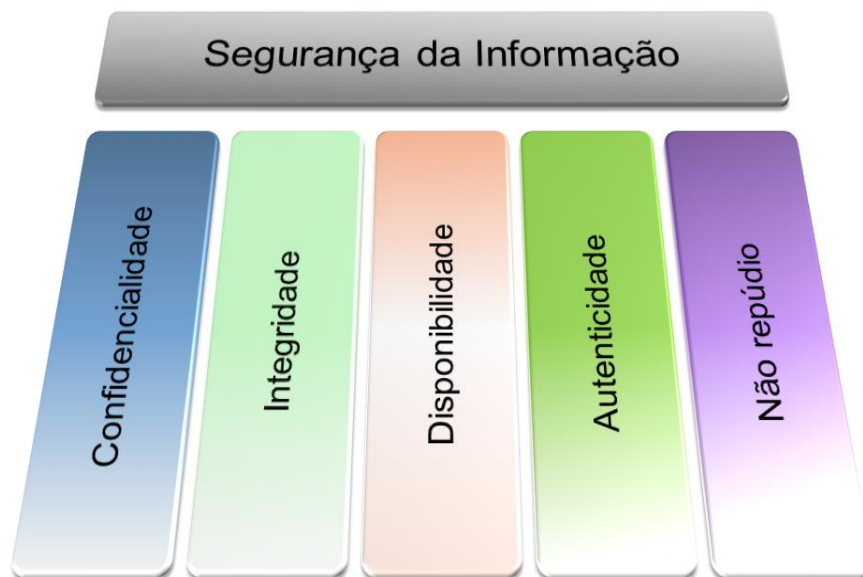 Segurança da Informação
Confidencialidade
Integridade
Disponibilidade
Autenticidade
Não repúdio